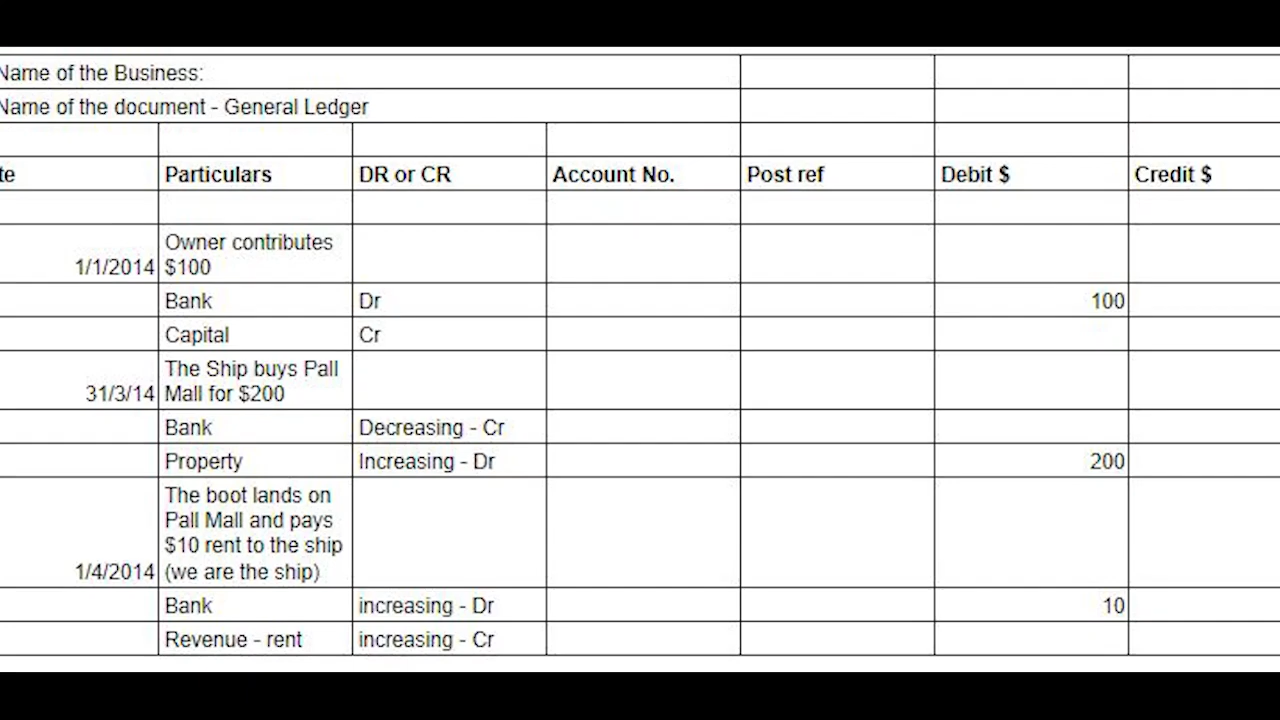 Name of the Business:
Name of the document - General Ledger
te Particulars DR or CR Account No. Post ref Debit $ Credit $
Owner contributes
1/1/2014 $100
Bank Dr 100
Capital Cr
The Ship buys Pall
31/3/14 Mall for $200
Bank Decreasing - Cr
Property Increasing - Dr 200
The boot lands on
Pall Mall and pays
$10 rent to the ship
1/4/2014 (we are the ship)
Bank increasing - Dr 10
Revenue - rent increasing - Cr